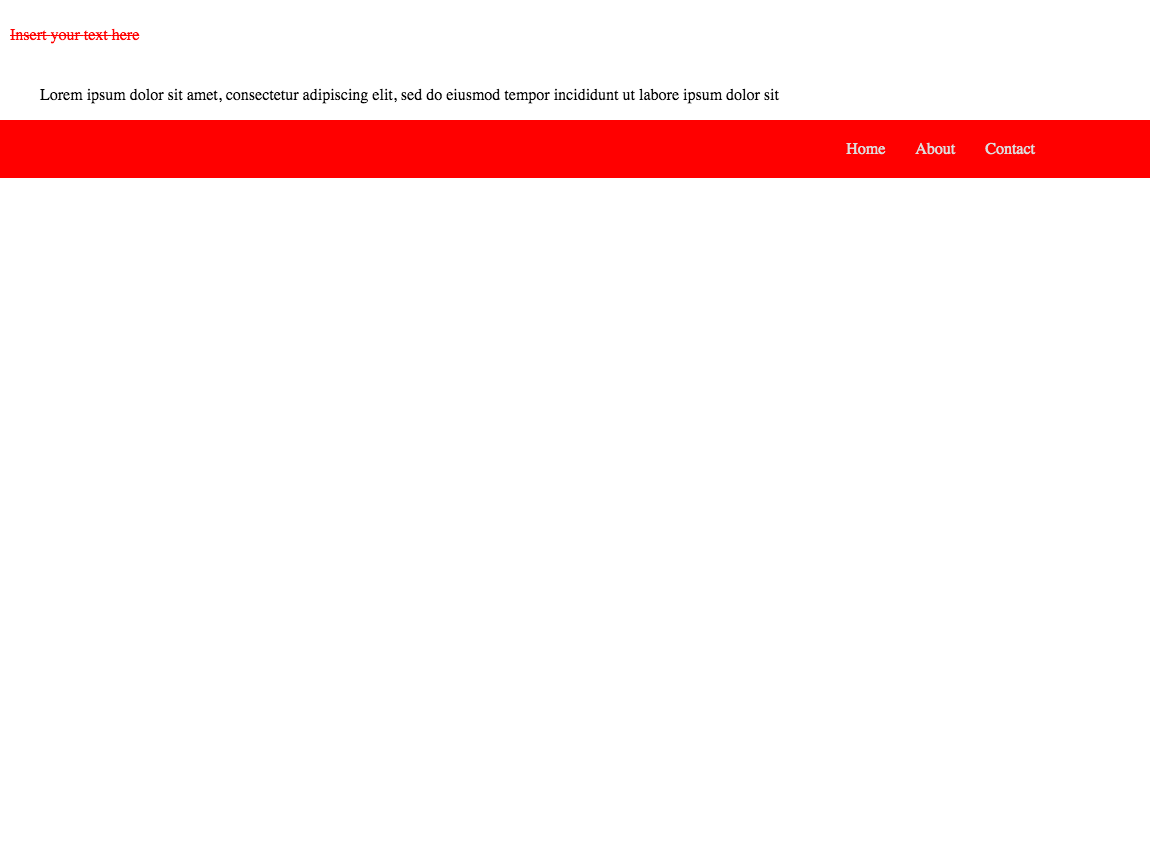 Insert your text here
Lorem ipsum dolor sit amet, consectetur adipiscing elit, sed do eiusmod tempor incididunt ut labore ipsum dolor sit
Home About Contact